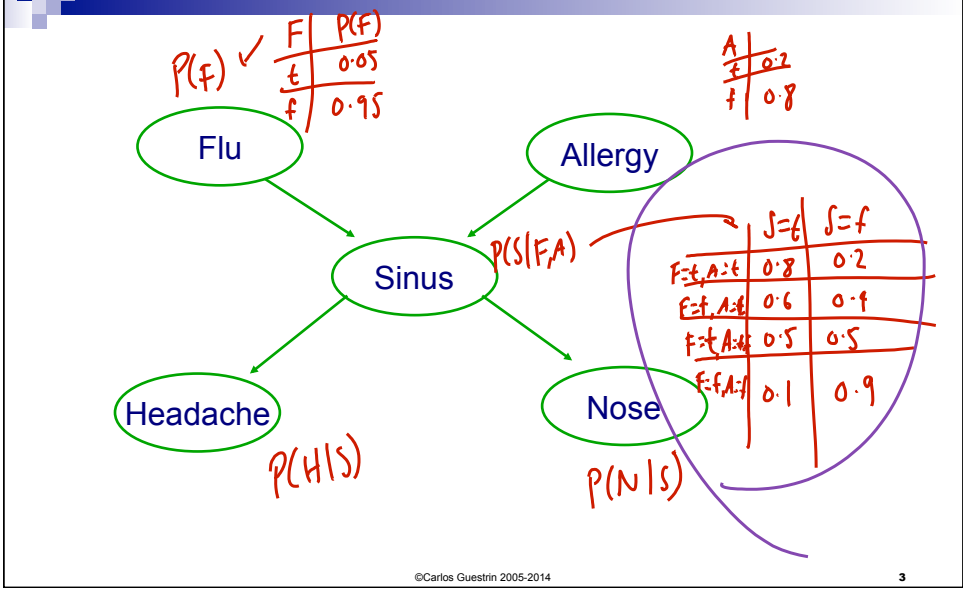 P(F) ✓
F P(F)
t 0.05
f 0.95
A
t 0.2
f 0.8
Flu
Allergy
Sinus
P(S|F,A)
S=t S=f
F=t, A=t 0.8 0.2
F=f, A=t 0.6 0.4
F=t, A=f 0.5 0.5
F=f, A=f 0.1 0.9
Headache
Nose
P(H|S)
P(N|S)
©Carlos Guestrin 2005-2014
3